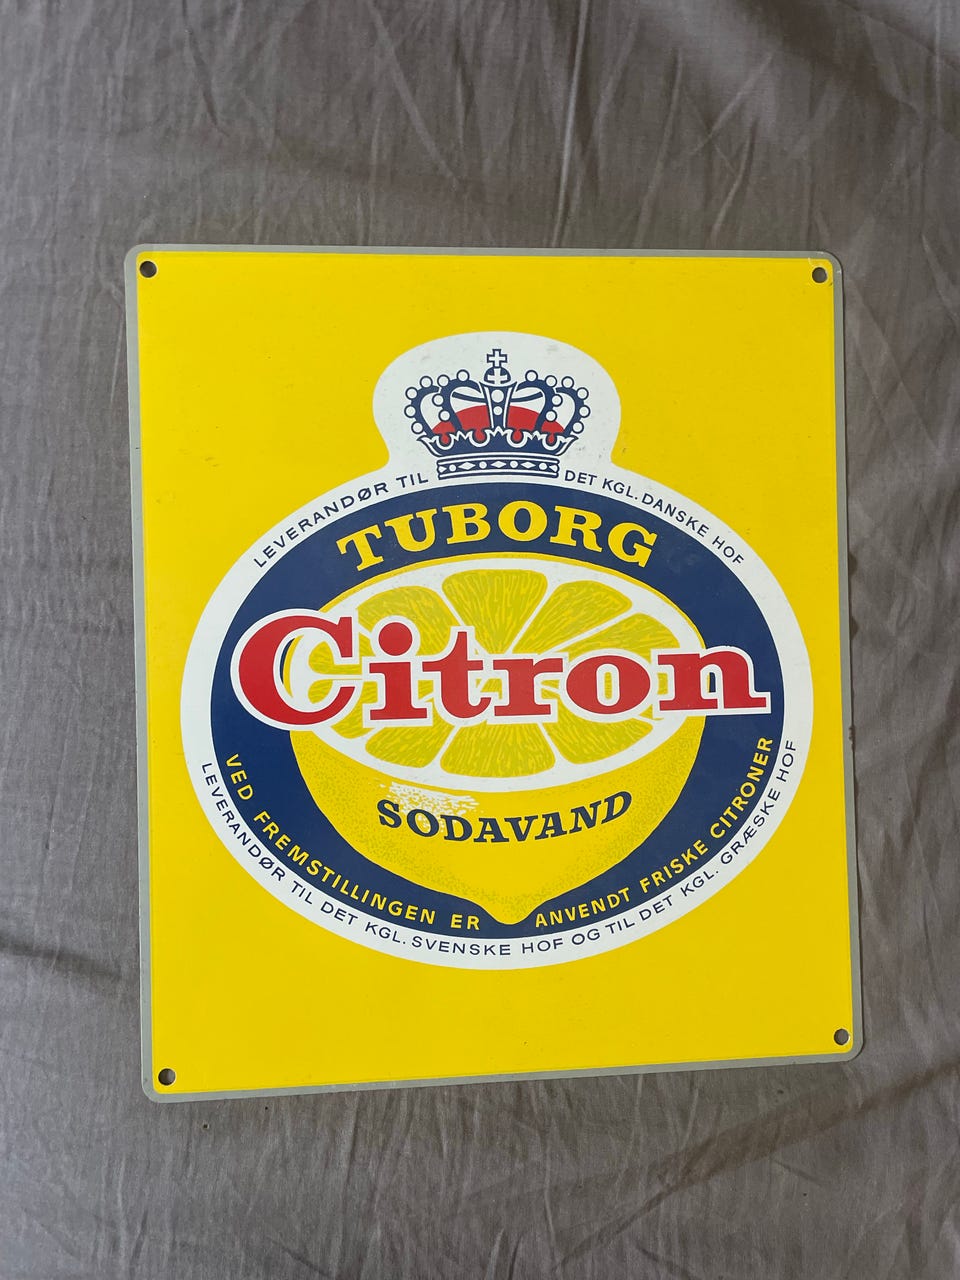 LEVERANDØR TIL DET KGL. DANSKE HOF
TUBORG
Citron
SODAVAND
VED FREMSTILLINGEN ER ANVENDT FRISKE CITRONER
LEVERANDØR TIL DET KGL. SVENSKE HOF OG TIL DET KGL. GRÆSKE HOF